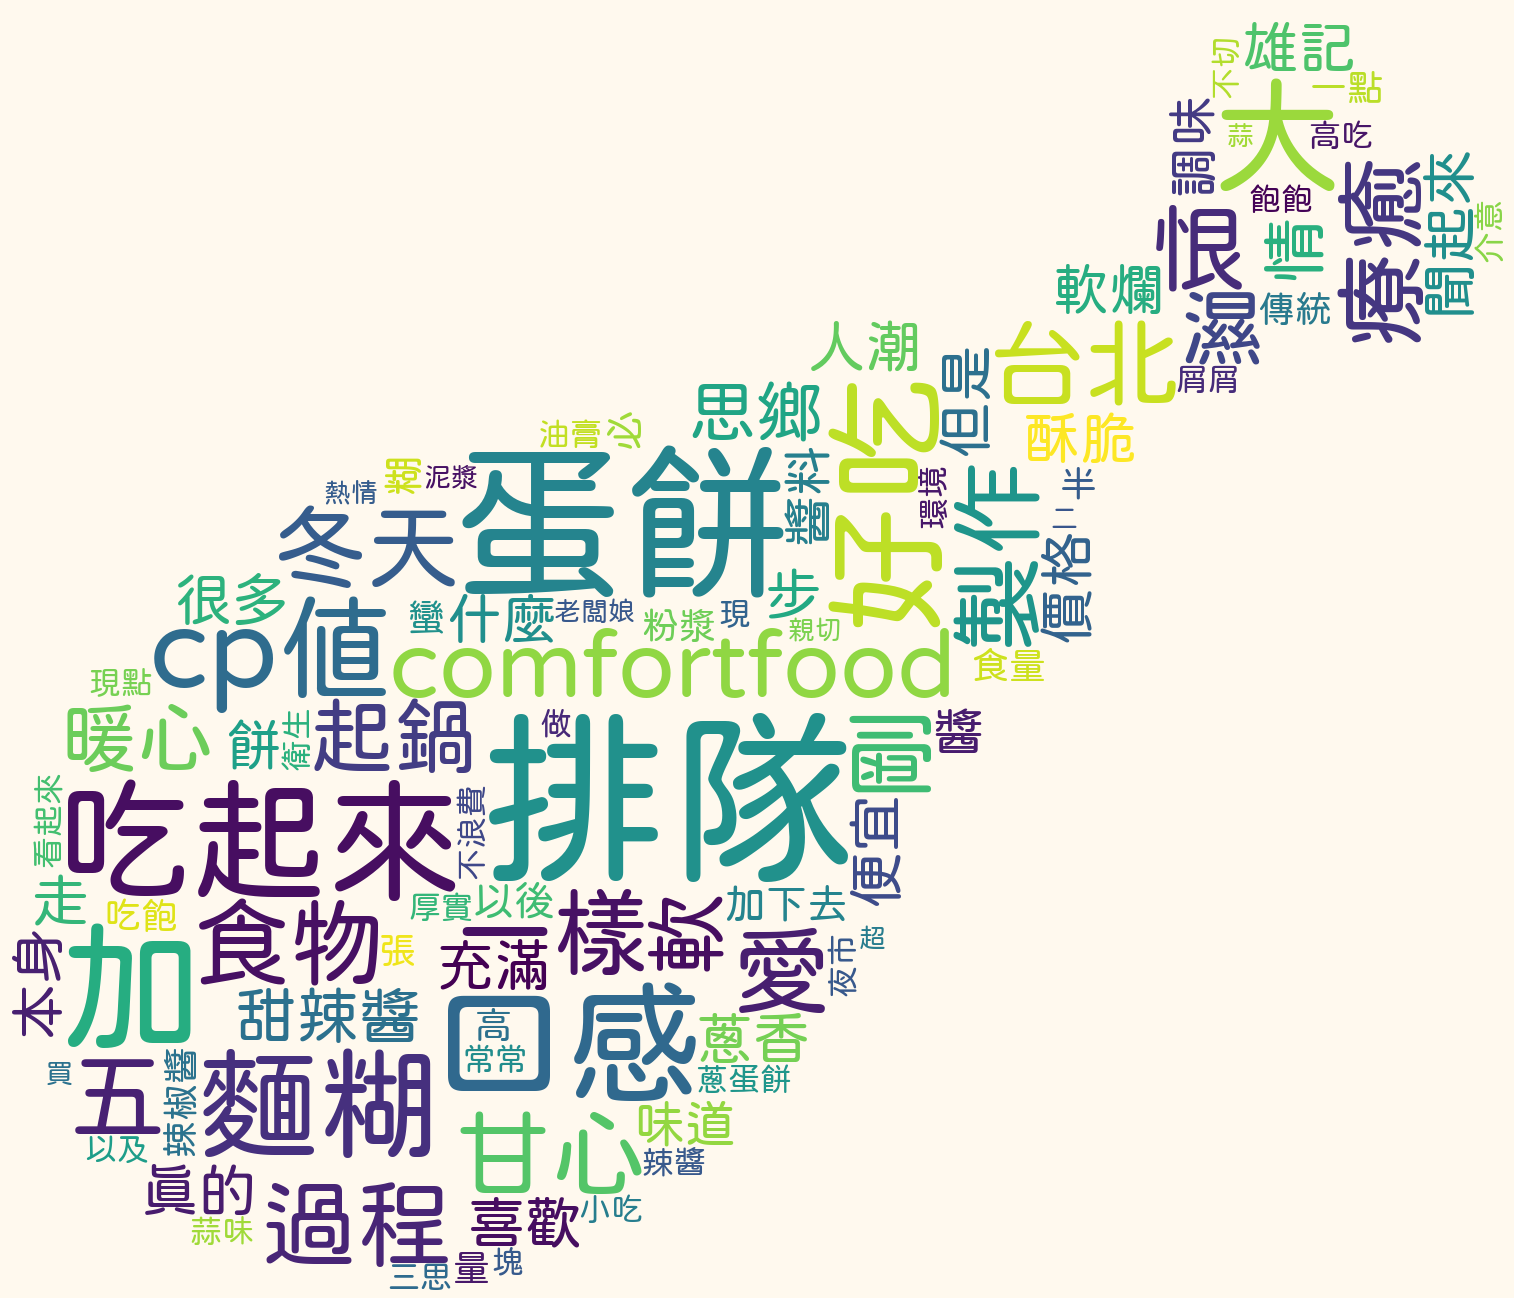 雄記
不切
一點
大
蒜
高吃
調味
飽飽
癒療
聞起來
介意
恨
情
軟爛
濕
傳統
屑屑
人潮
但是
台北
酥脆
思鄉
好吃
油膏
必
糊
泥漿
熱情
蛋餅
醬料
環境
製作
半
二
價格
冬天
很多
cp值
蠻
什麼
老闆娘
粉漿
現
步
親切
comfortfood
食量
現點
暖心
餅
衛生
起鍋
做
排隊
剛
醬
看起來
吃起來
不浪費
便宜
走
吃飽
厚實
以後
一樣
軟
加下去
本身
加
食物
張
充滿
愛
夜市
超
甜辣醬
口感
高
常常
蔥香
蔥蛋餅
買
五
辣椒醬
麵糊
以及
甘心
味道
辣醬
真的
蒜味
過程
喜歡
小吃
三思
量
塊